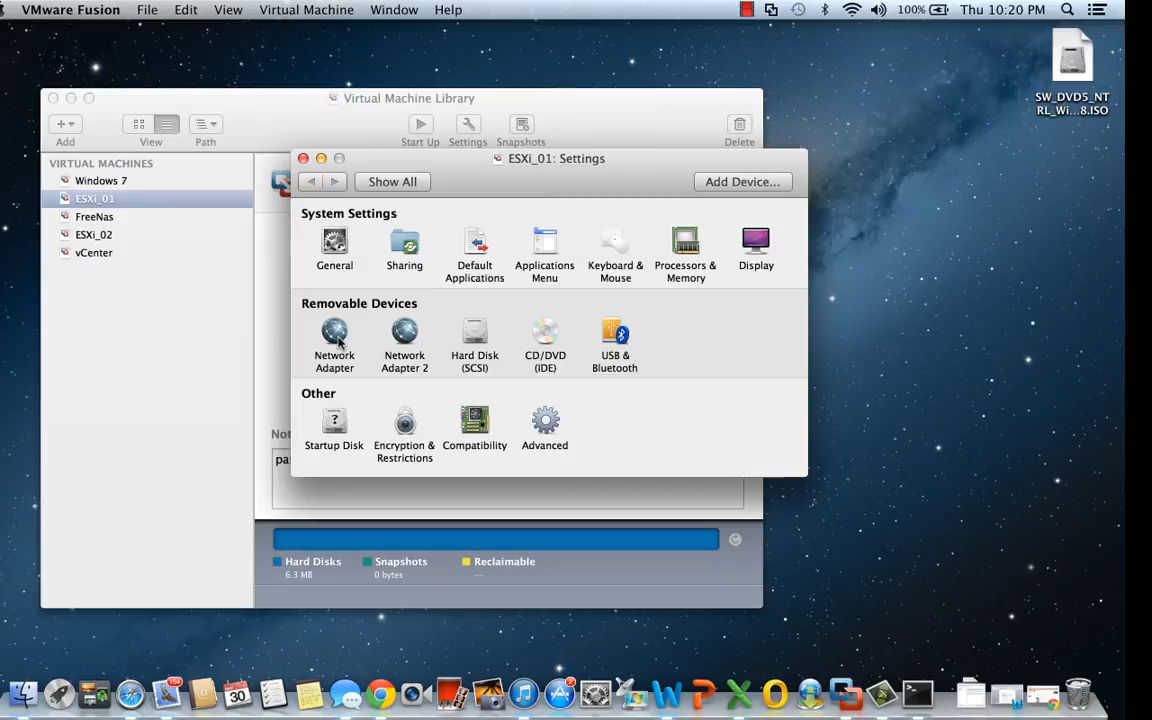 VMware Fusion File Edit View Virtual Machine Window Help 100% Thu 10:20 PM
SW_DVD5_NT
RL_Wi...8.ISO
Virtual Machine Library
Add View Path Start Up Settings Snapshots Delete
VIRTUAL MACHINES
Windows 7
ESXi_01
FreeNas
ESXi_02
vCenter
ESXi_01: Settings
Show All Add Device...
System Settings
General Sharing Default Applications Keyboard & Processors & Display
Applications Menu Mouse Memory
Removable Devices
Network Network Hard Disk CD/DVD USB &
Adapter Adapter 2 (SCSI) (IDE) Bluetooth
Other
Startup Disk Encryption & Compatibility Advanced
Restrictions
Not
pa
Hard Disks Snapshots Reclaimable
6.3 MB 0 bytes —
30